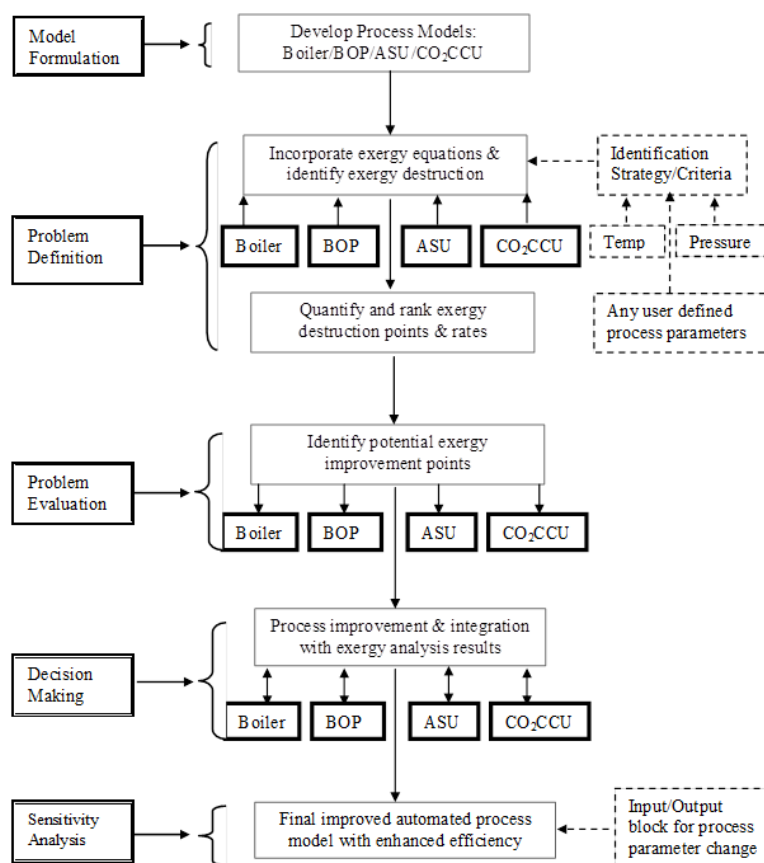 Model
Formulation
Develop Process Models:
Boiler/BOP/ASU/CO₂CCU
Incorporate exergy equations &
identify exergy destruction
Identification
Strategy/Criteria
Problem
Definition
Boiler
BOP
ASU
CO₂CCU
Temp
Pressure
Quantify and rank exergy
destruction points & rates
Any user defined
process parameters
Identify potential exergy
improvement points
Problem
Evaluation
Boiler
BOP
ASU
CO₂CCU
Process improvement & integration
with exergy analysis results
Decision
Making
Boiler
BOP
ASU
CO₂CCU
Sensitivity
Analysis
Final improved automated process
model with enhanced efficiency
Input/Output
block for process
parameter change